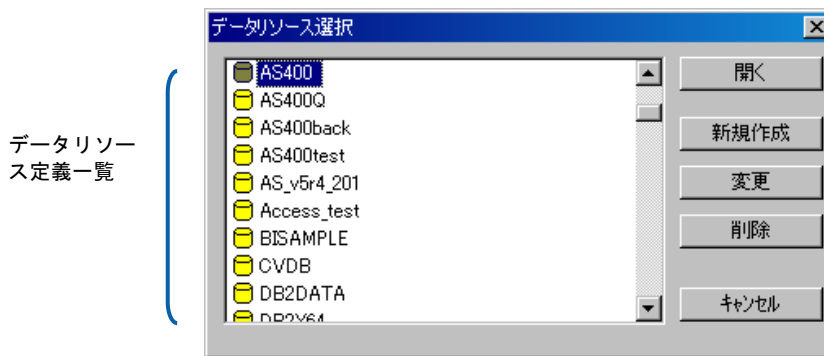 データリソース選択
データリソー
ス定義一覧
AS400
AS400Q
AS400back
AS400test
AS_v5r4_201
Access_test
BISAMPLE
CVDB
DB2DATA
DB2Y64
開く
新規作成
変更
削除
キャンセル